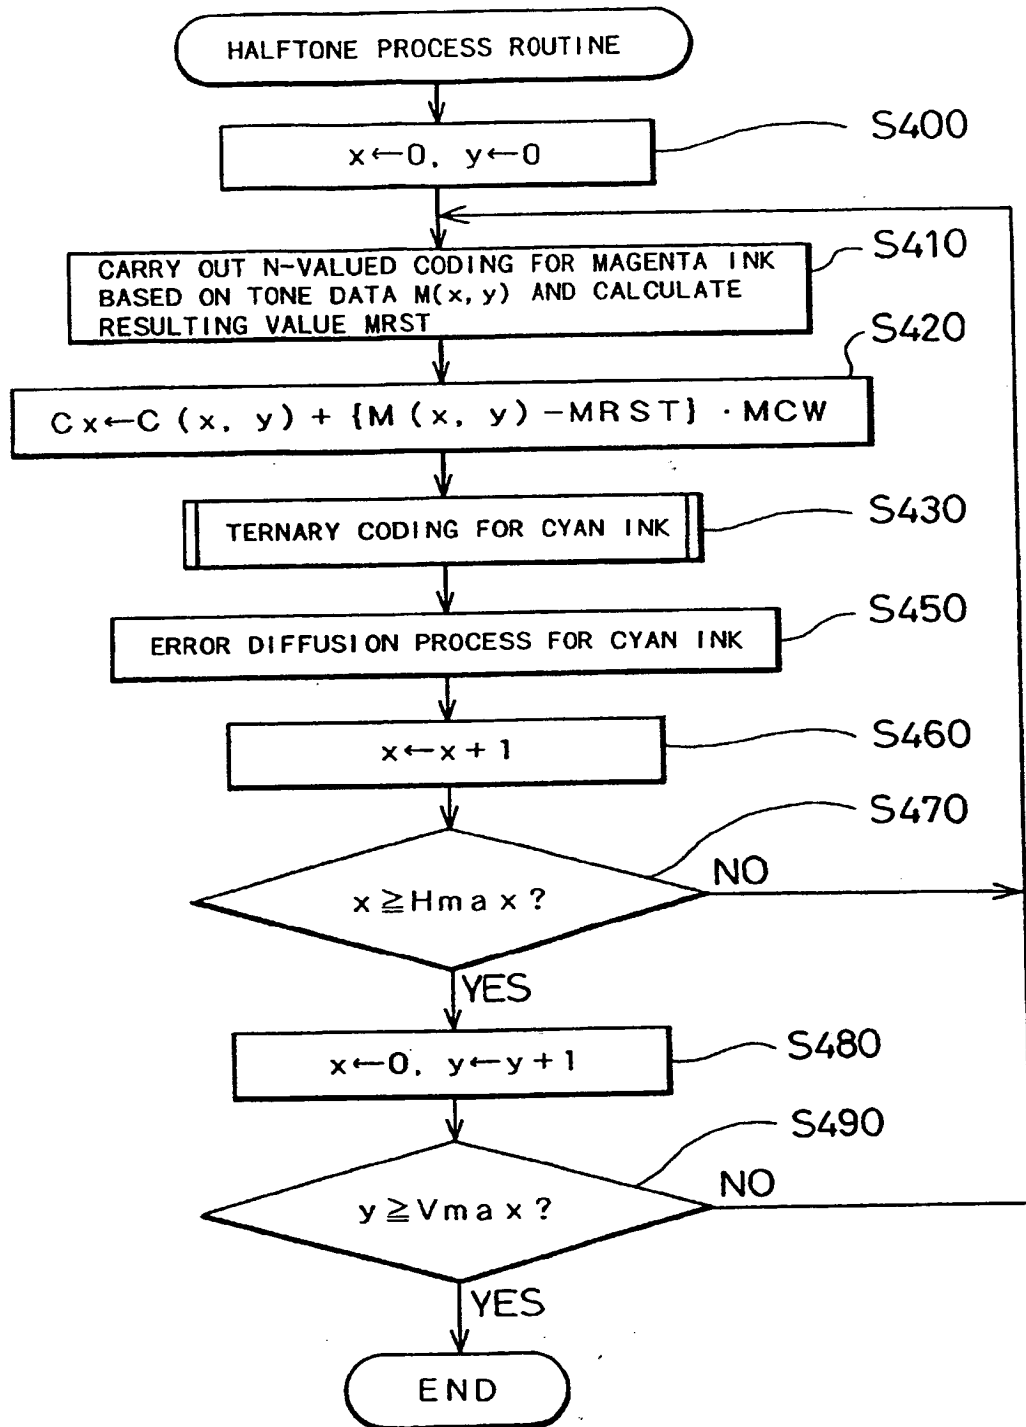 HALFTONE PROCESS ROUTINE
x←0, y←0
S400
CARRY OUT N-VALUED CODING FOR MAGENTA INK
BASED ON TONE DATA M(x, y) AND CALCULATE
RESULTING VALUE MRST
S410
Cx←C (x, y) + {M (x, y) −MRST} · MCW
S420
TERNARY CODING FOR CYAN INK
S430
ERROR DIFFUSION PROCESS FOR CYAN INK
S450
x←x+1
S460
x≧Hmax?
S470
NO
YES
x←0, y←y+1
S480
y≧Vmax?
S490
NO
YES
END